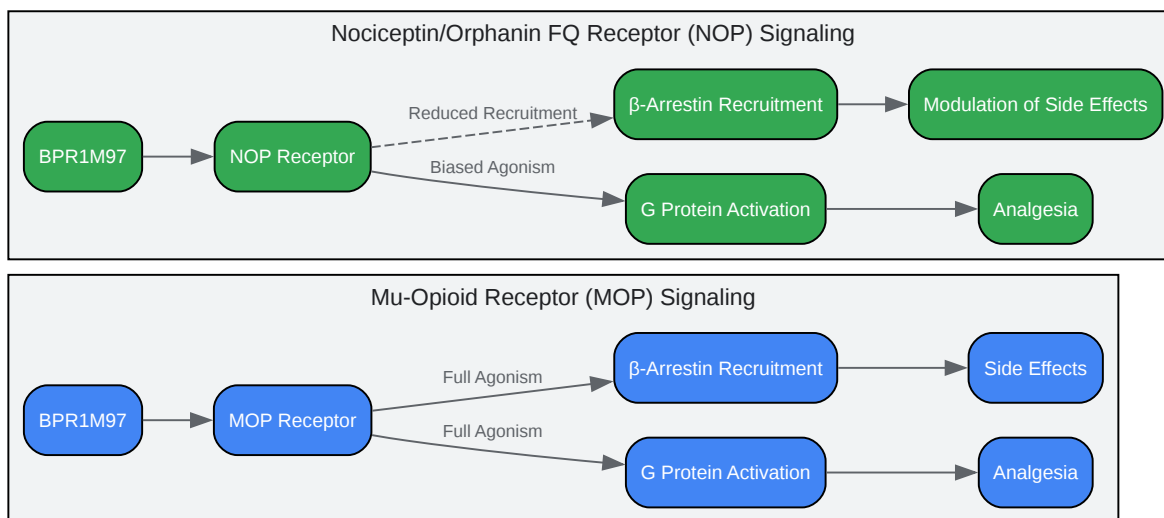 Nociceptin/Orphanin FQ Receptor (NOP) Signaling
BPR1M97
NOP Receptor
Reduced Recruitment
β-Arrestin Recruitment
Modulation of Side Effects
Biased Agonism
G Protein Activation
Analgesia
Mu-Opioid Receptor (MOP) Signaling
BPR1M97
MOP Receptor
Full Agonism
β-Arrestin Recruitment
Side Effects
Full Agonism
G Protein Activation
Analgesia